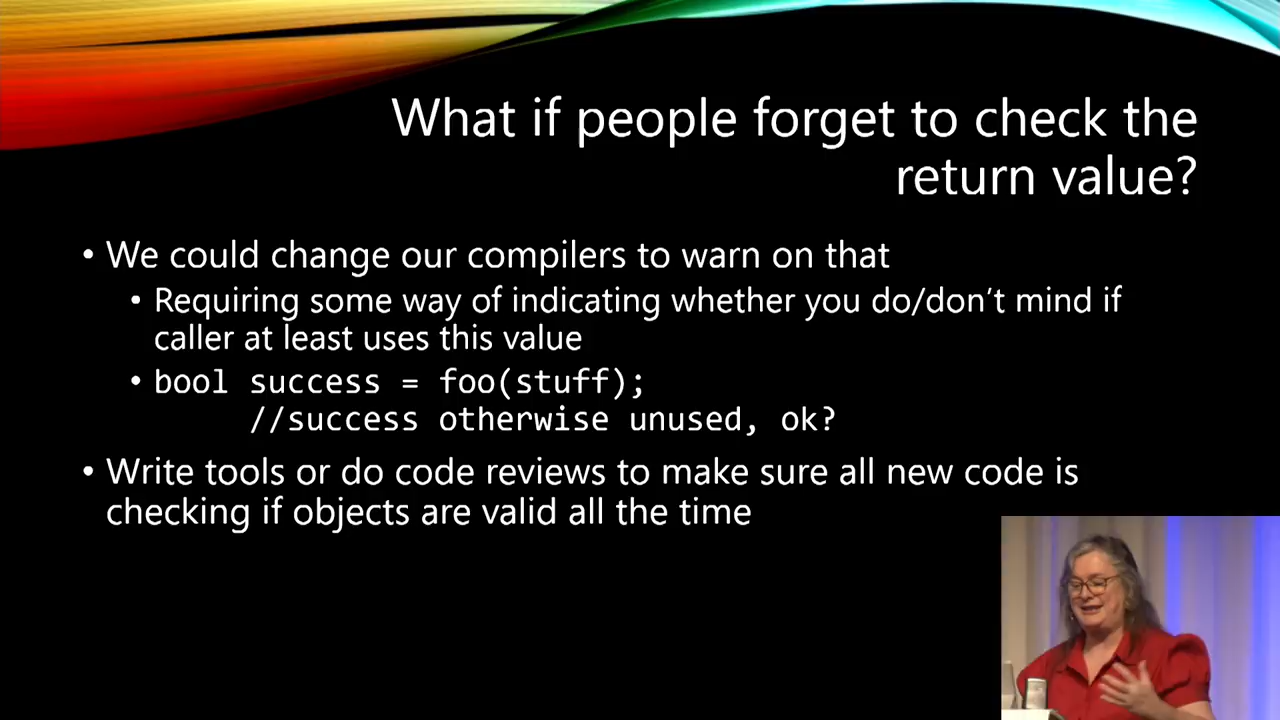 What if people forget to check the
return value?
• We could change our compilers to warn on that
• Requiring some way of indicating whether you do/don't mind if
caller at least uses this value
• bool success = foo(stuff);
//success otherwise unused, ok?
• Write tools or do code reviews to make sure all new code is
checking if objects are valid all the time